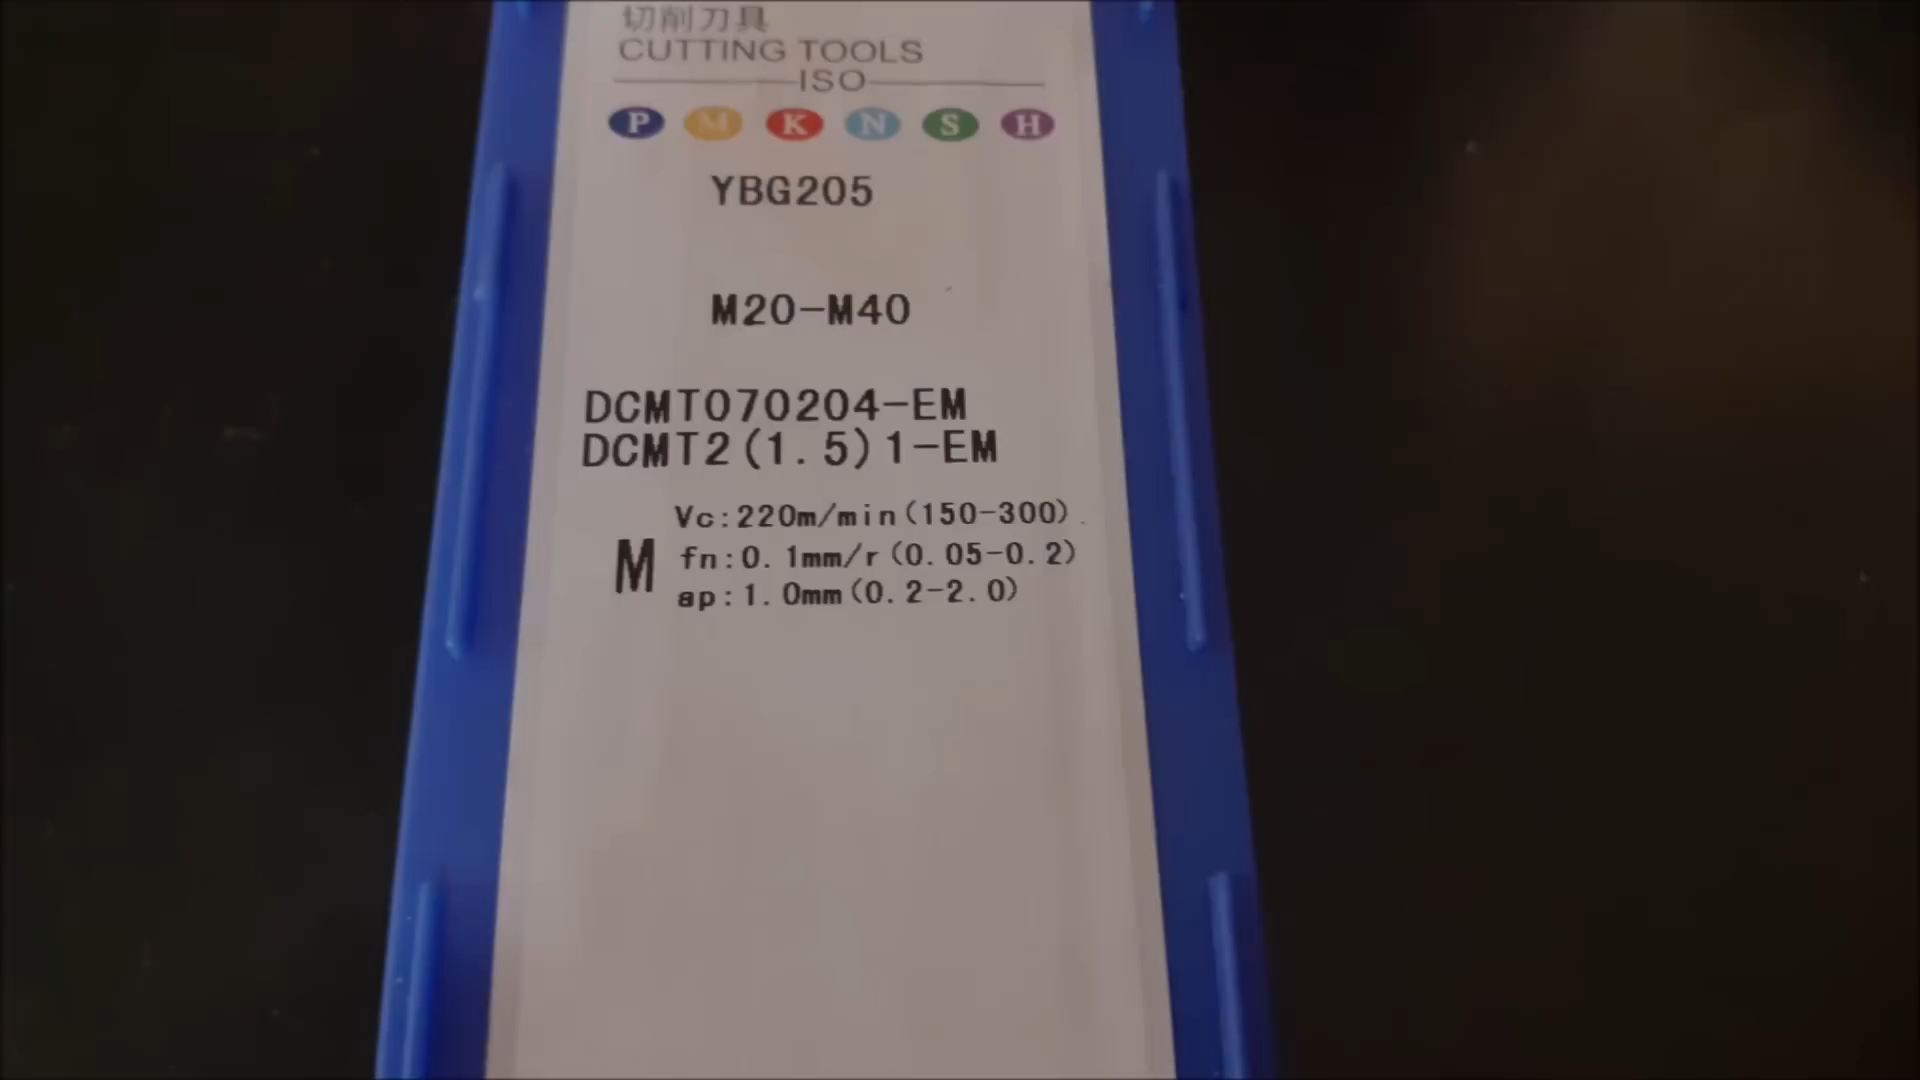 切削刀具
CUTTING TOOLS
ISO
P M K N S H
YBG205
M20-M40
DCMT070204-EM
DCMT2(1.5)1-EM
Vc:220m/min(150-300)
M fn:0.1mm/r(0.05-0.2)
ap:1.0mm(0.2-2.0)